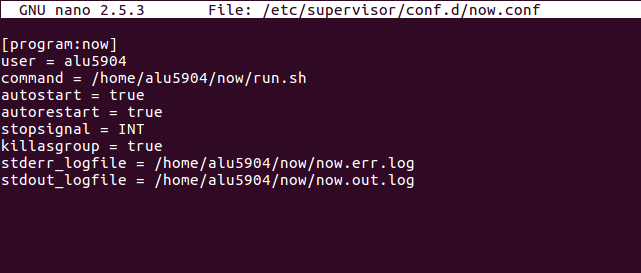 GNU nano 2.5.3 File: /etc/supervisor/conf.d/now.conf
[program:now]
user = alu5904
command = /home/alu5904/now/run.sh
autostart = true
autorestart = true
stopsignal = INT
killasgroup = true
stderr_logfile = /home/alu5904/now/now.err.log
stdout_logfile = /home/alu5904/now/now.out.log